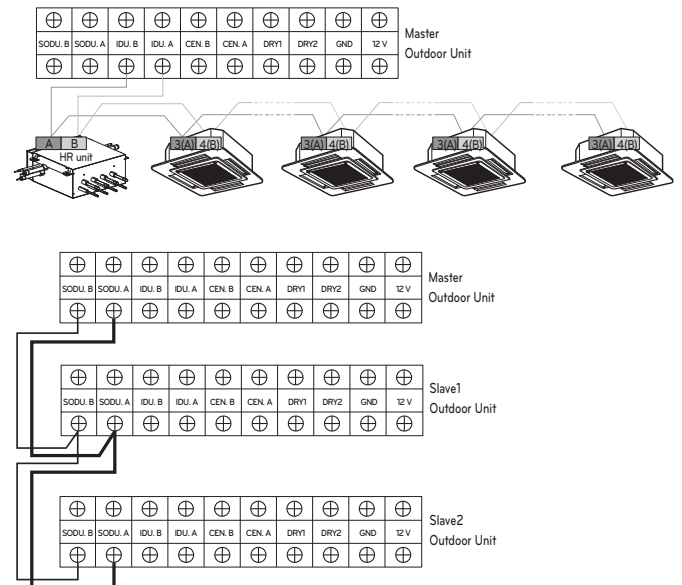 SODU. B SODU. A IDU. B IDU. A CEN. B CEN. A DRY1 DRY2 GND 12 V
Master
Outdoor Unit
A B
HR unit
3(A) 4(B) 3(A) 4(B) 3(A) 4(B) 3(A) 4(B)
SODU. B SODU. A IDU. B IDU. A CEN. B CEN. A DRY1 DRY2 GND 12 V
Master
Outdoor Unit
SODU. B SODU. A IDU. B IDU. A CEN. B CEN. A DRY1 DRY2 GND 12 V
Slave1
Outdoor Unit
SODU. B SODU. A IDU. B IDU. A CEN. B CEN. A DRY1 DRY2 GND 12 V
Slave2
Outdoor Unit